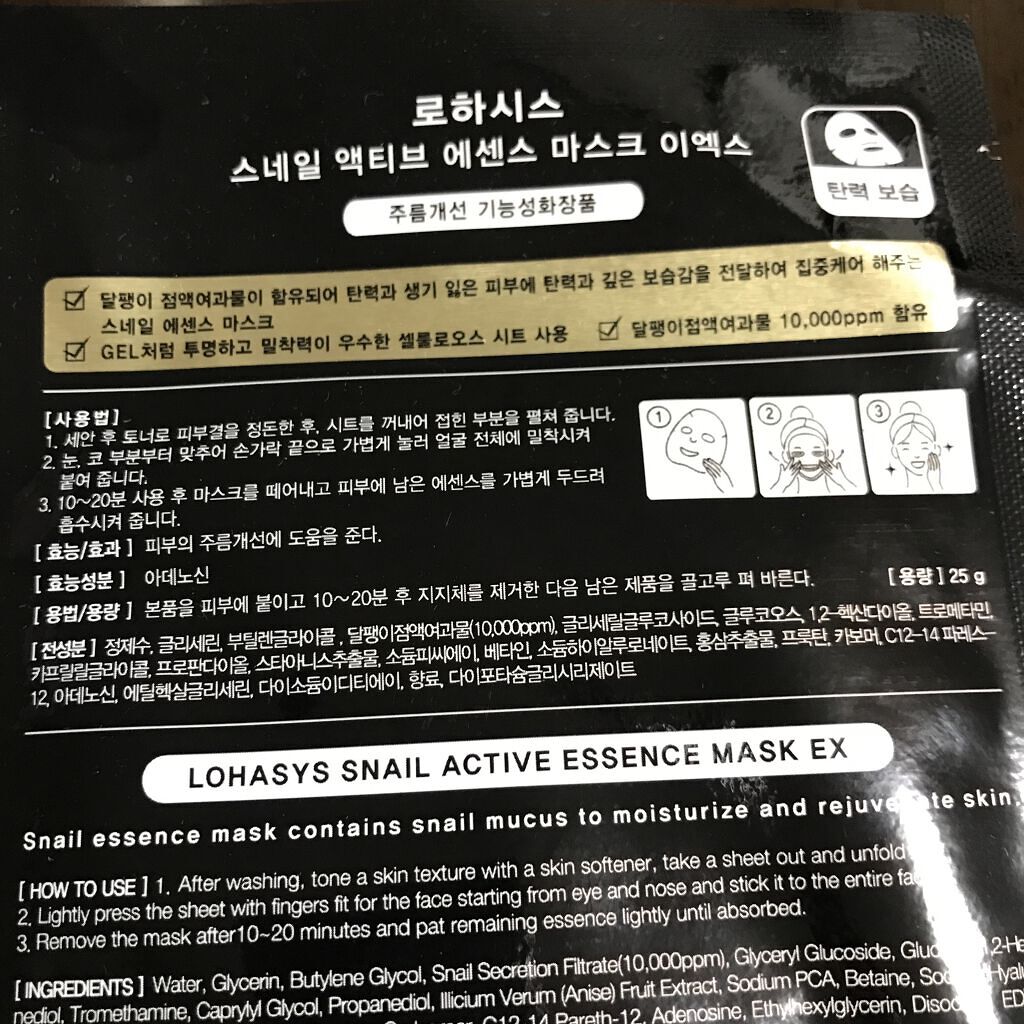 로하시스
스네일 액티브 에센스 마스크 이엑스
주름개선 기능성화장품
탄력 보습
달팽이 점액여과물이 함유되어 탄력과 생기 잃은 피부에 탄력과 깊은 보습감을 전달하여 집중케어 해주는
스네일 에센스 마스크
GEL처럼 투명하고 밀착력이 우수한 셀룰로오스 시트 사용 달팽이점액여과물 10,000ppm 함유
[사용법]
1. 세안 후 토너로 피부결을 정돈한 후, 시트를 꺼내어 접힌 부분을 펼쳐 줍니다.
2. 눈, 코 부분부터 맞추어 손가락 끝으로 가볍게 눌러 얼굴 전체에 밀착시켜
붙여 줍니다.
3. 10~20분 사용 후 마스크를 떼어내고 피부에 남은 에센스를 가볍게 두드려
흡수시켜 줍니다.
1 2 3
[ 효능/효과 ] 피부의 주름개선에 도움을 준다.
[ 효능성분 ] 아데노신
[ 용법/용량 ] 본품을 피부에 붙이고 10~20분 후 지지체를 제거한 다음 남은 제품을 골고루 펴 바른다. [ 용량 ] 25 g
[ 전성분 ] 정제수, 글리세린, 부틸렌글라이콜, 달팽이점액여과물(10,000ppm), 글리세릴글루코사이드, 글루코오스, 1,2-헥산다이올, 트로메타민,
카프릴릴글라이콜, 프로판다이올, 스타아니스추출물, 소듐피씨에이, 베타인, 소듐하이알루로네이트, 홍삼추출물, 프룩탄, 카보머, C12-14 파레스-
12, 아데노신, 에틸헥실글리세린, 다이소듐이디티에이, 향료, 다이포타슘글리시리제이트
LOHASYS SNAIL ACTIVE ESSENCE MASK EX
Snail essence mask contains snail mucus to moisturize and rejuvenate skin.
[ HOW TO USE ] 1. After washing, tone a skin texture with a skin softener, take a sheet out and unfold
2. Lightly press the sheet with fingers fit for the face starting from eye and nose and stick it to the entire
3. Remove the mask after10~20 minutes and pat remaining essence lightly until absorbed.
[ INGREDIENTS ] Water, Glycerin, Butylene Glycol, Snail Secretion Filtrate(10,000ppm), Glyceryl Glucoside,
nediol, Tromethamine, Caprylyl Glycol, Propanediol, Illicium Verum (Anise) Fruit Extract, Sodium PCA, Betaine,
C12-14 Pareth-12, Adenosine, Ethylhexylglycerin,